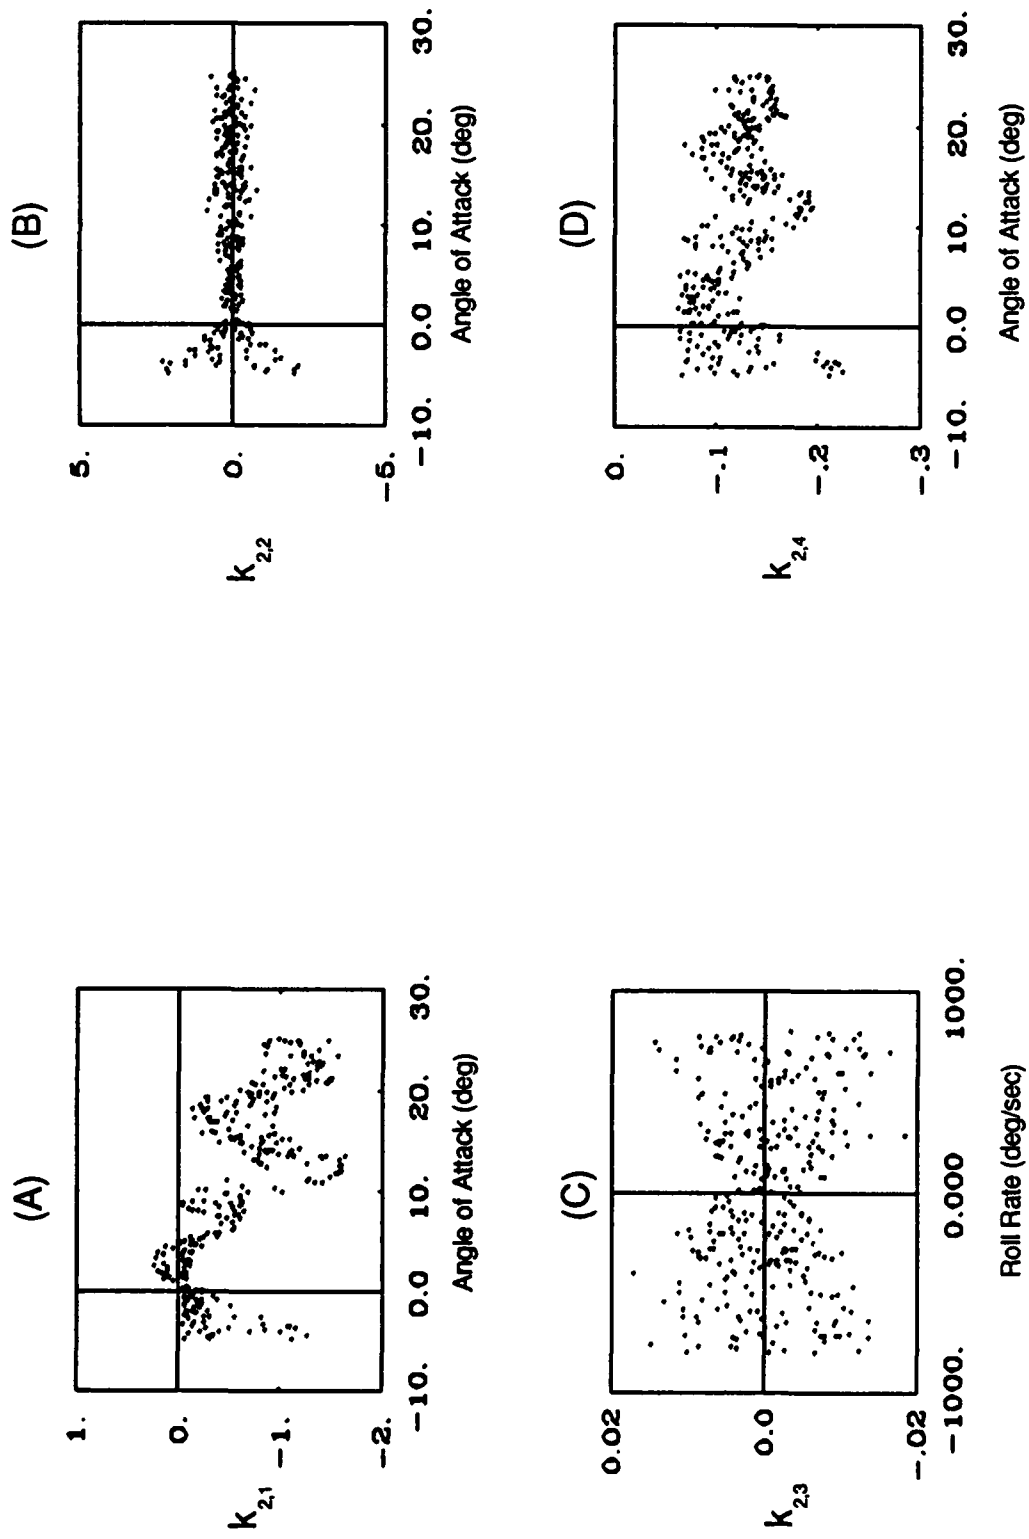 (A)
1.
0.
−1.
−2.
k2,1
−10.
0.0
10.
20.
30.
Angle of Attack (deg)
(B)
5.
0.
−5.
k2,2
−10.
0.0
10.
20.
30.
Angle of Attack (deg)
(C)
0.02
0.0
−.02
k2,3
−1000.
0.000
1000.
Roll Rate (deg/sec)
(D)
0.
−.1
−.2
−.3
k2,4
−10.
0.0
10.
20.
30.
Angle of Attack (deg)